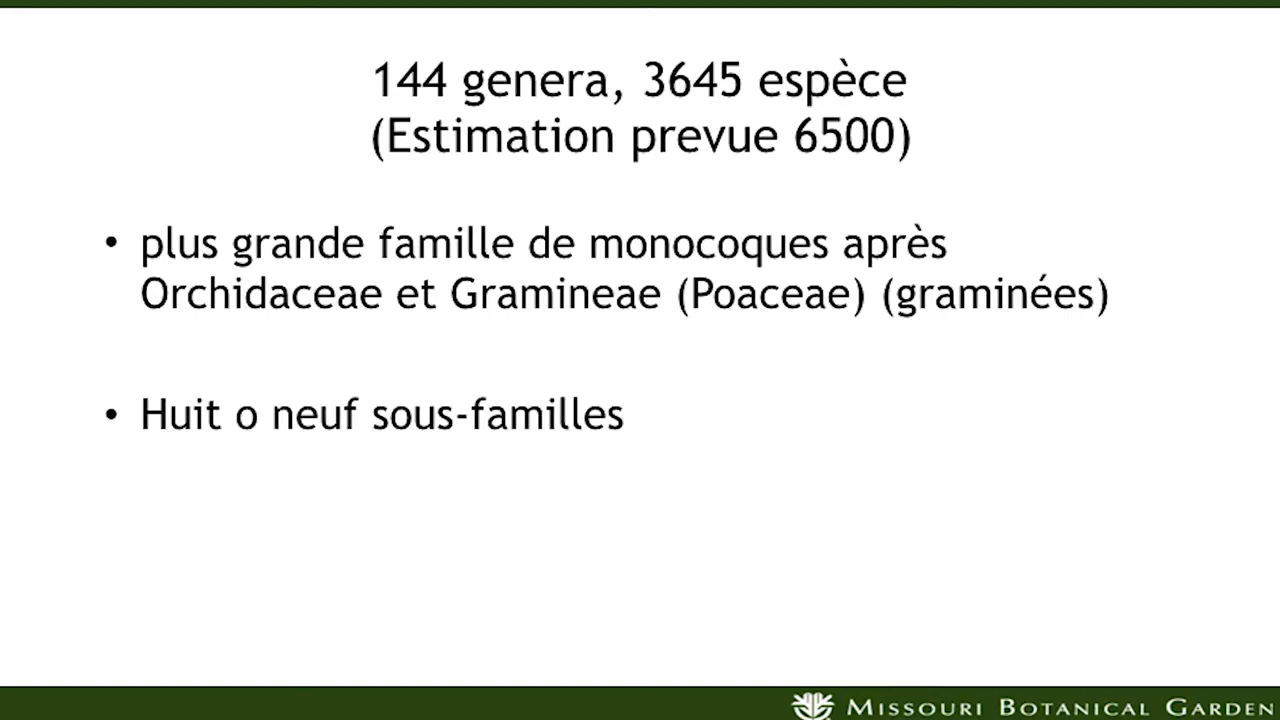 144 genera, 3645 espèce
(Estimation prevue 6500)
• plus grande famille de monocoques après
Orchidaceae et Gramineae (Poaceae) (graminées)
• Huit o neuf sous-familles
MISSOURI BOTANICAL GARDEN